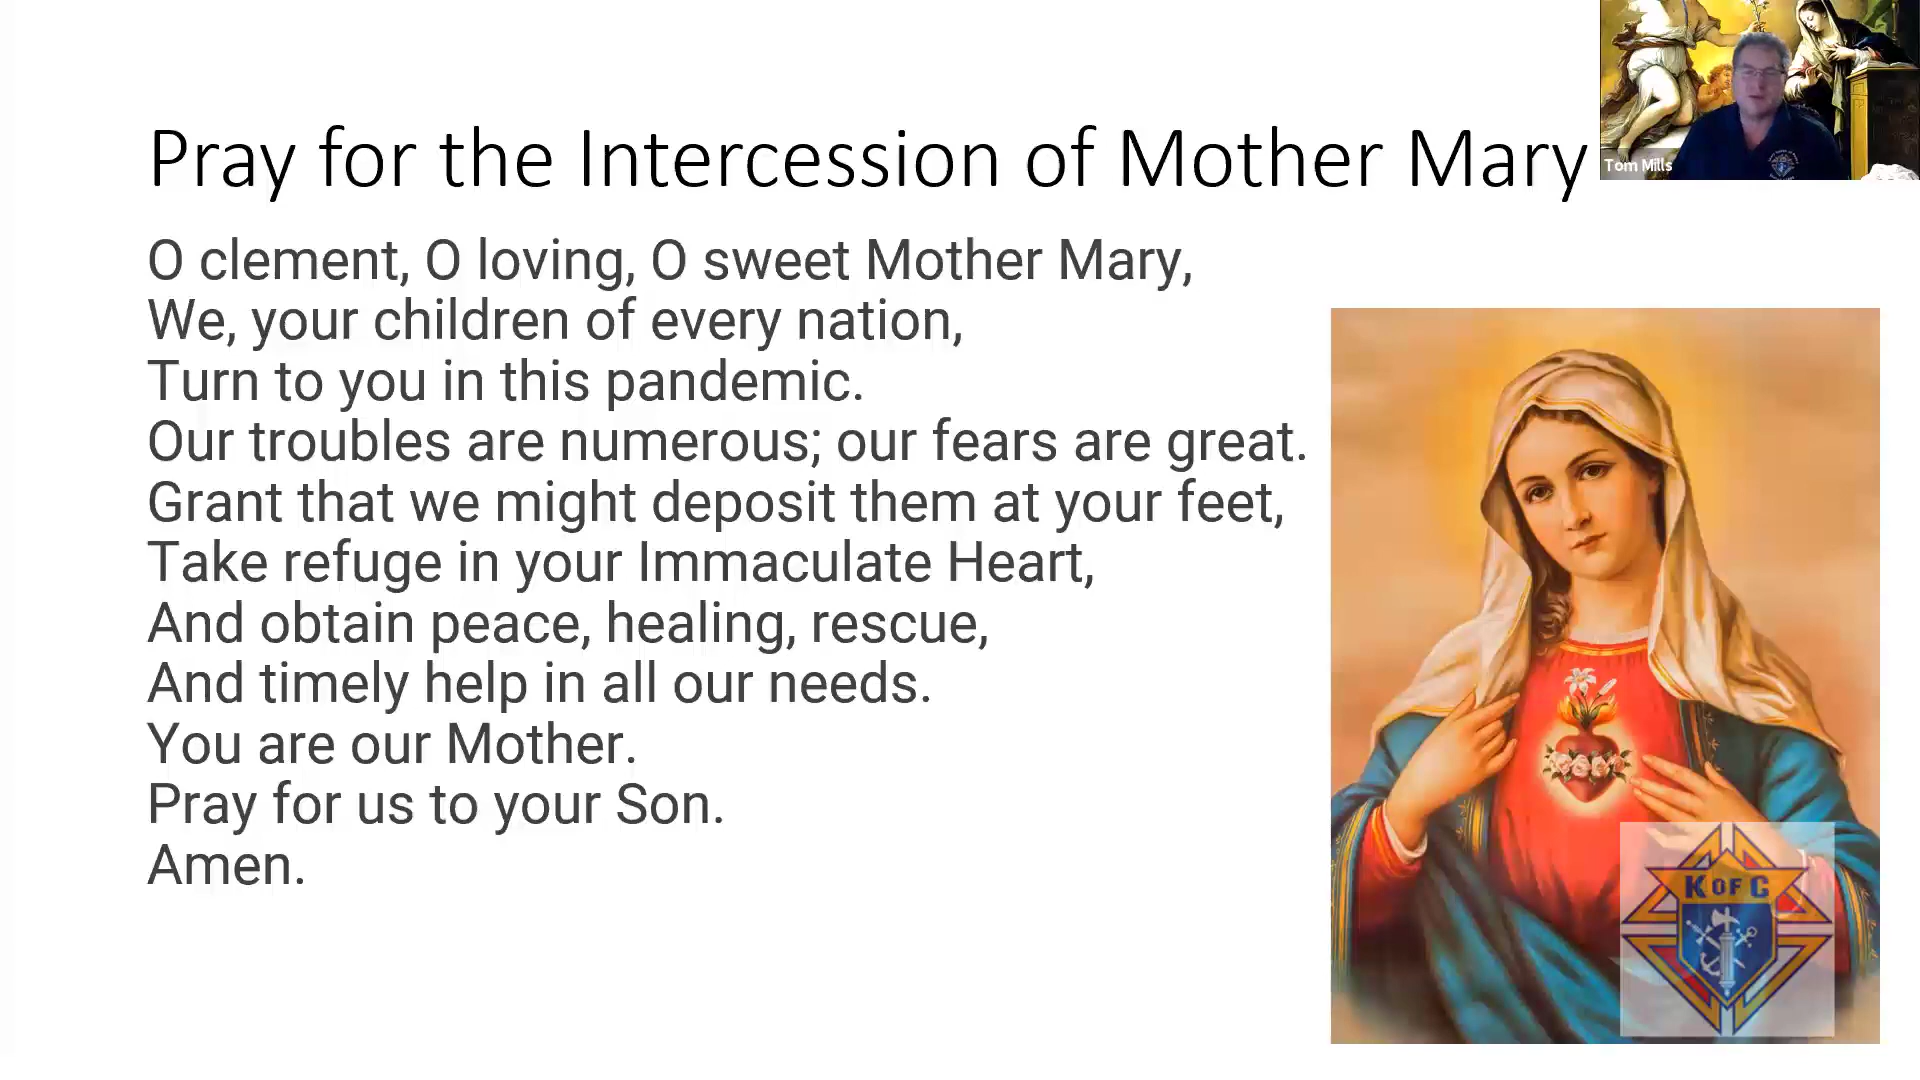 Pray for the Intercession of Mother Mary
Tom Mills
O clement, O loving, O sweet Mother Mary,
We, your children of every nation,
Turn to you in this pandemic.
Our troubles are numerous; our fears are great.
Grant that we might deposit them at your feet,
Take refuge in your Immaculate Heart,
And obtain peace, healing, rescue,
And timely help in all our needs.
You are our Mother.
Pray for us to your Son.
Amen.
K OF C